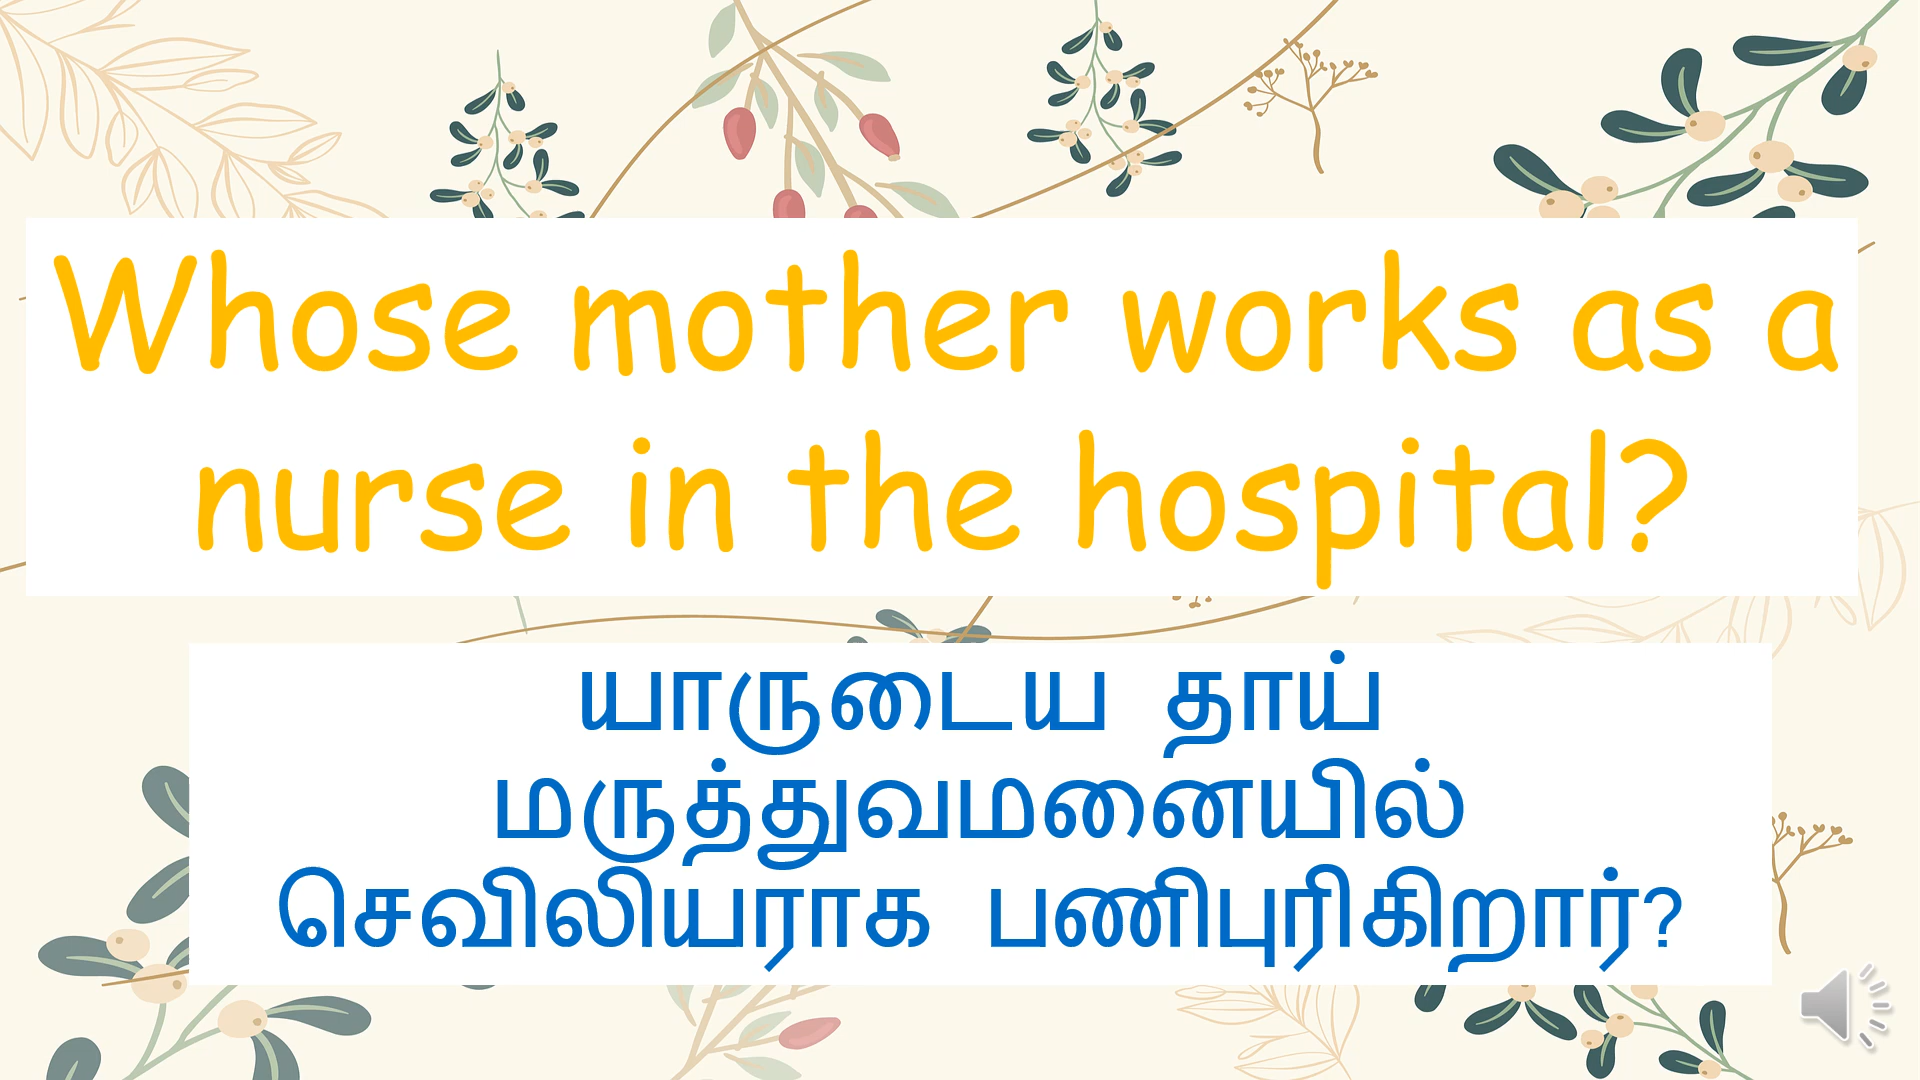 Whose mother works as a
nurse in the hospital?
யாருடைய தாய்
மருத்துவமனையில்
செவிலியராக பணிபுரிகிறார்?